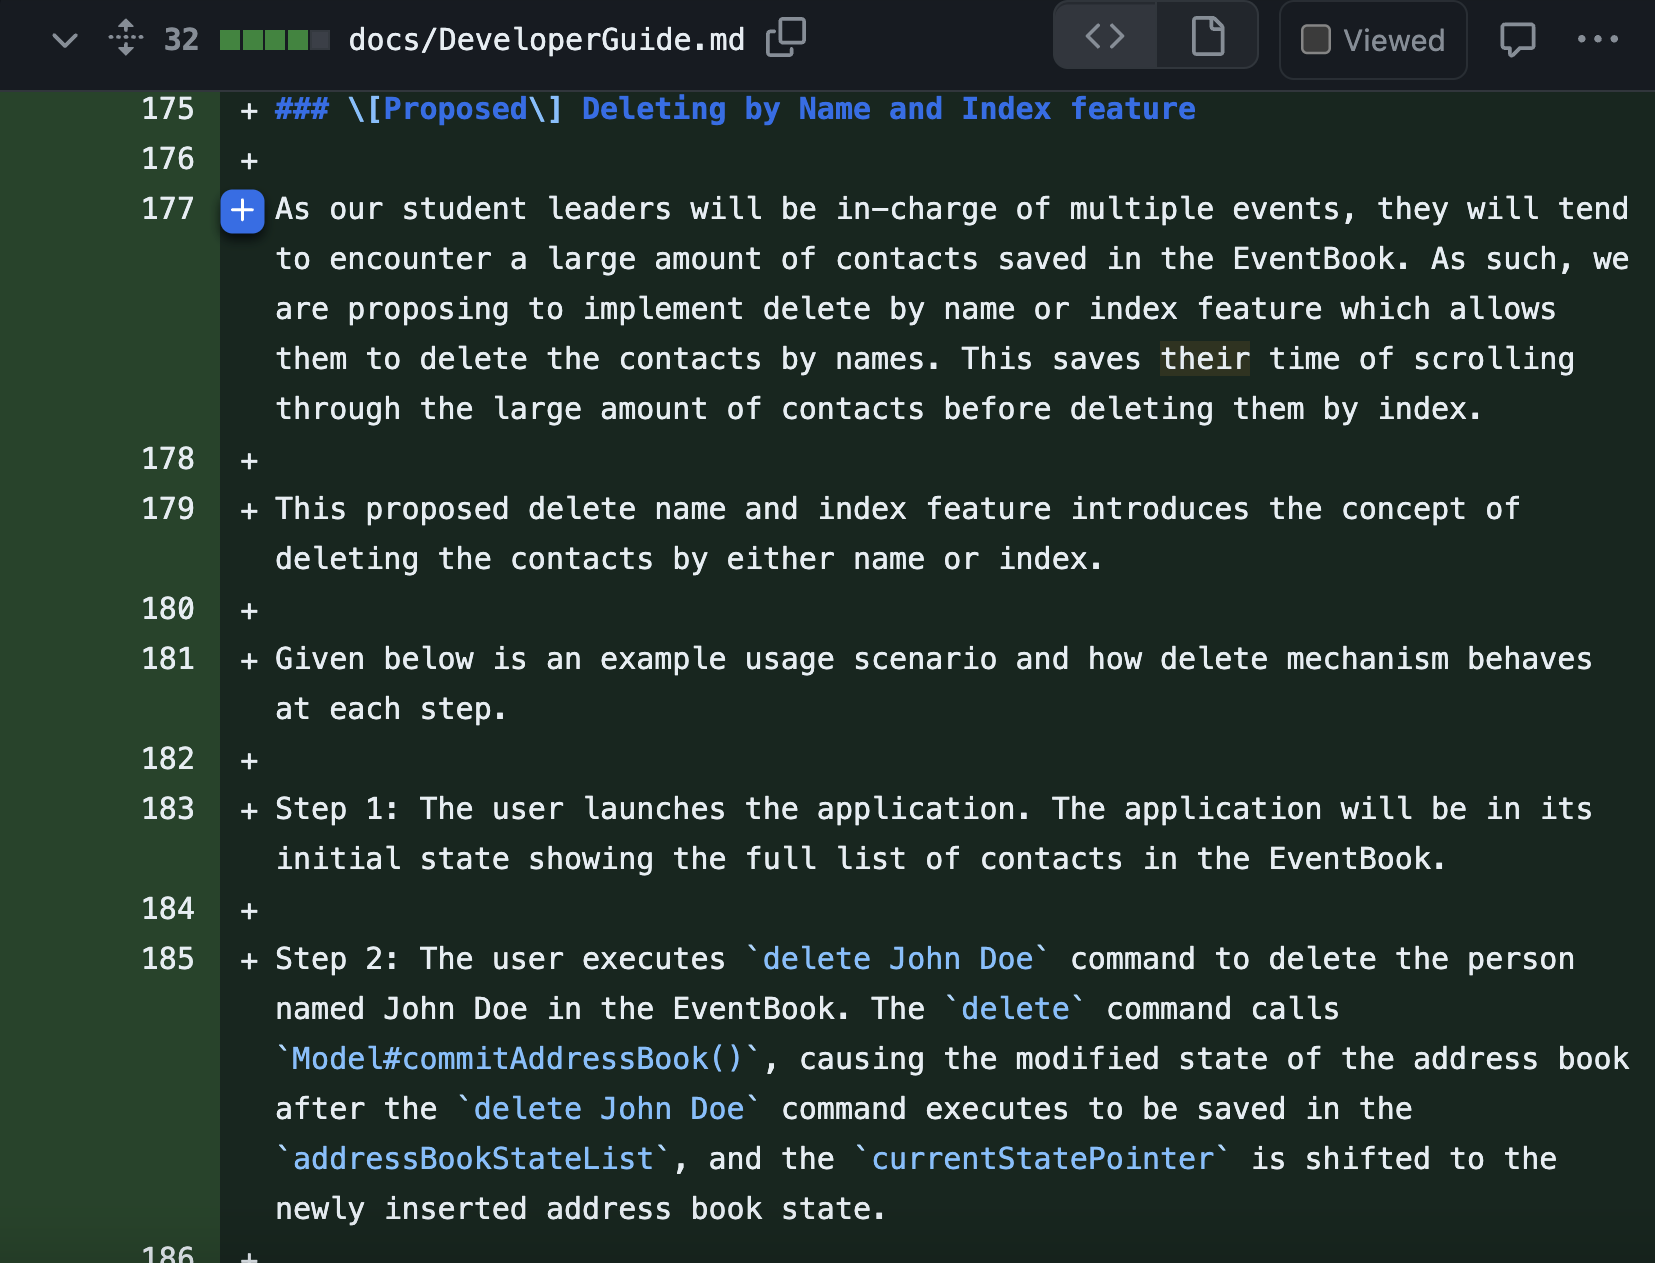 32 docs/DeveloperGuide.md Viewed
175 + ### \[Proposed\] Deleting by Name and Index feature
176 +
177 + As our student leaders will be in-charge of multiple events, they will tend
to encounter a large amount of contacts saved in the EventBook. As such, we
are proposing to implement delete by name or index feature which allows
them to delete the contacts by names. This saves their time of scrolling
through the large amount of contacts before deleting them by index.
178 +
179 + This proposed delete name and index feature introduces the concept of
deleting the contacts by either name or index.
180 +
181 + Given below is an example usage scenario and how delete mechanism behaves
at each step.
182 +
183 + Step 1: The user launches the application. The application will be in its
initial state showing the full list of contacts in the EventBook.
184 +
185 + Step 2: The user executes `delete John Doe` command to delete the person
named John Doe in the EventBook. The `delete` command calls
`Model#commitAddressBook()`, causing the modified state of the address book
after the `delete John Doe` command executes to be saved in the
`addressBookStateList`, and the `currentStatePointer` is shifted to the
newly inserted address book state.
186 +